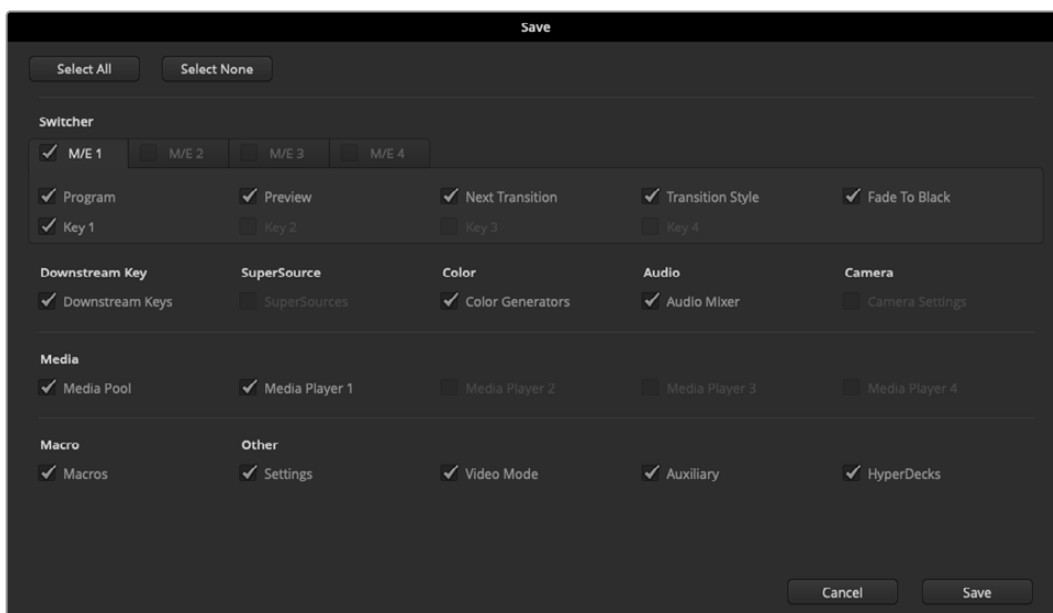 Save
Select All Select None
Switcher
M/E 1 M/E 2 M/E 3 M/E 4
Program Preview Next Transition Transition Style Fade To Black
Key 1 Key 2 Key 3 Key 4
Downstream Key SuperSource Color Audio Camera
Downstream Keys SuperSources Color Generators Audio Mixer Camera Settings
Media
Media Pool Media Player 1 Media Player 2 Media Player 3 Media Player 4
Macro Other
Macros Settings Video Mode Auxiliary HyperDecks
Cancel Save